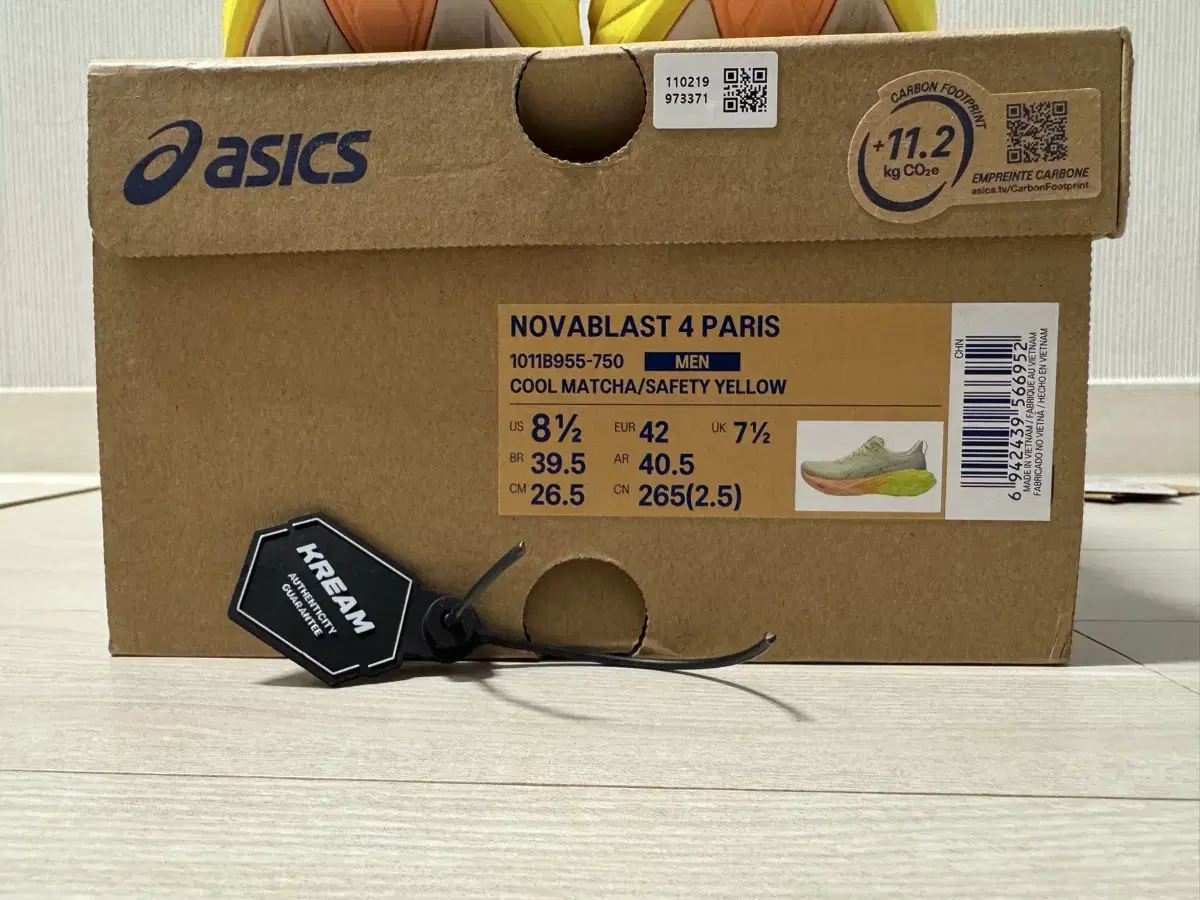 asics
110219
973371
CARBON FOOTPRINT
+11.2
kg CO₂e
EMPREINTE CARBONE
asics.tv/CarbonFootprint
NOVABLAST 4 PARIS
1011B955-750 MEN
COOL MATCHA/SAFETY YELLOW
US 8½ EUR 42 UK 7½
BR 39.5 AR 40.5
CM 26.5 CN 265(2.5)
CHN
6 942439 566952
MADE IN VIETNAM / FABRIQUÉ AU VIETNAM
FABRICADO NO VIETNÃ / HECHO EN VIETNAM
KREAM
AUTHENTICITY
GUARANTEE